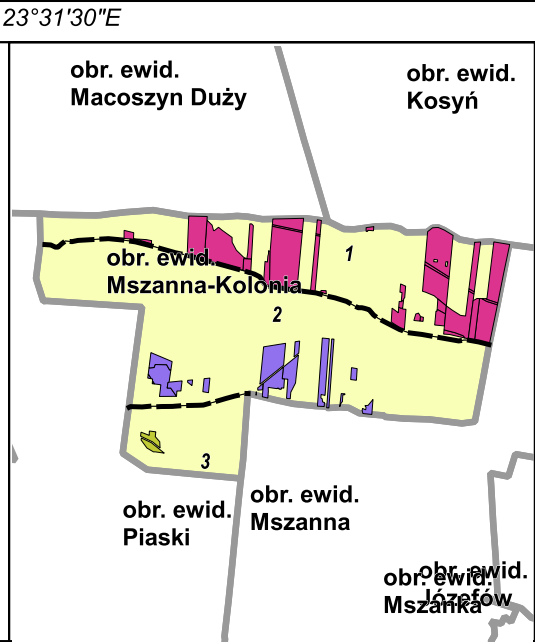 23°31'30"E
obr. ewid.
Macoszyn Duży
obr. ewid.
Kosyń
1
obr. ewid.
Mszanna-Kolonia
2
3
obr. ewid.
Piaski
obr. ewid.
Mszanna
obr. ewid.
Józefów
obr. ewid.
Mszanka